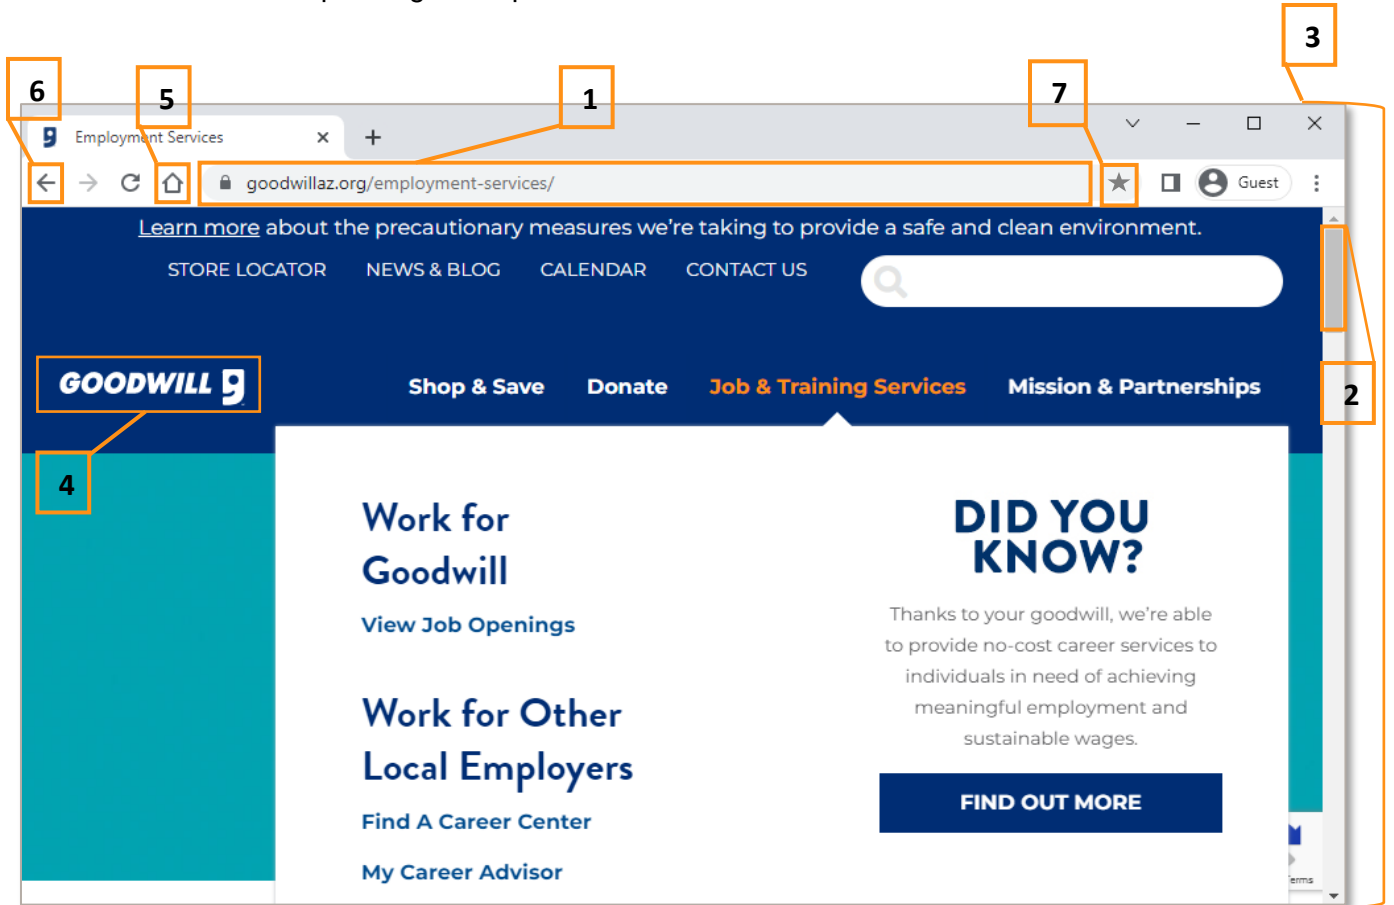 3
6
5
1
7
Employment Services
goodwillaz.org/employment-services/
Guest
Learn more about the precautionary measures we're taking to provide a safe and clean environment.
STORE LOCATOR NEWS & BLOG CALENDAR CONTACT US
GOODWILL
Shop & Save Donate Job & Training Services Mission & Partnerships
2
4
Work for
Goodwill
View Job Openings
Work for Other
Local Employers
Find A Career Center
My Career Advisor
DID YOU
KNOW?
Thanks to your goodwill, we're able
to provide no-cost career services to
individuals in need of achieving
meaningful employment and
sustainable wages.
FIND OUT MORE